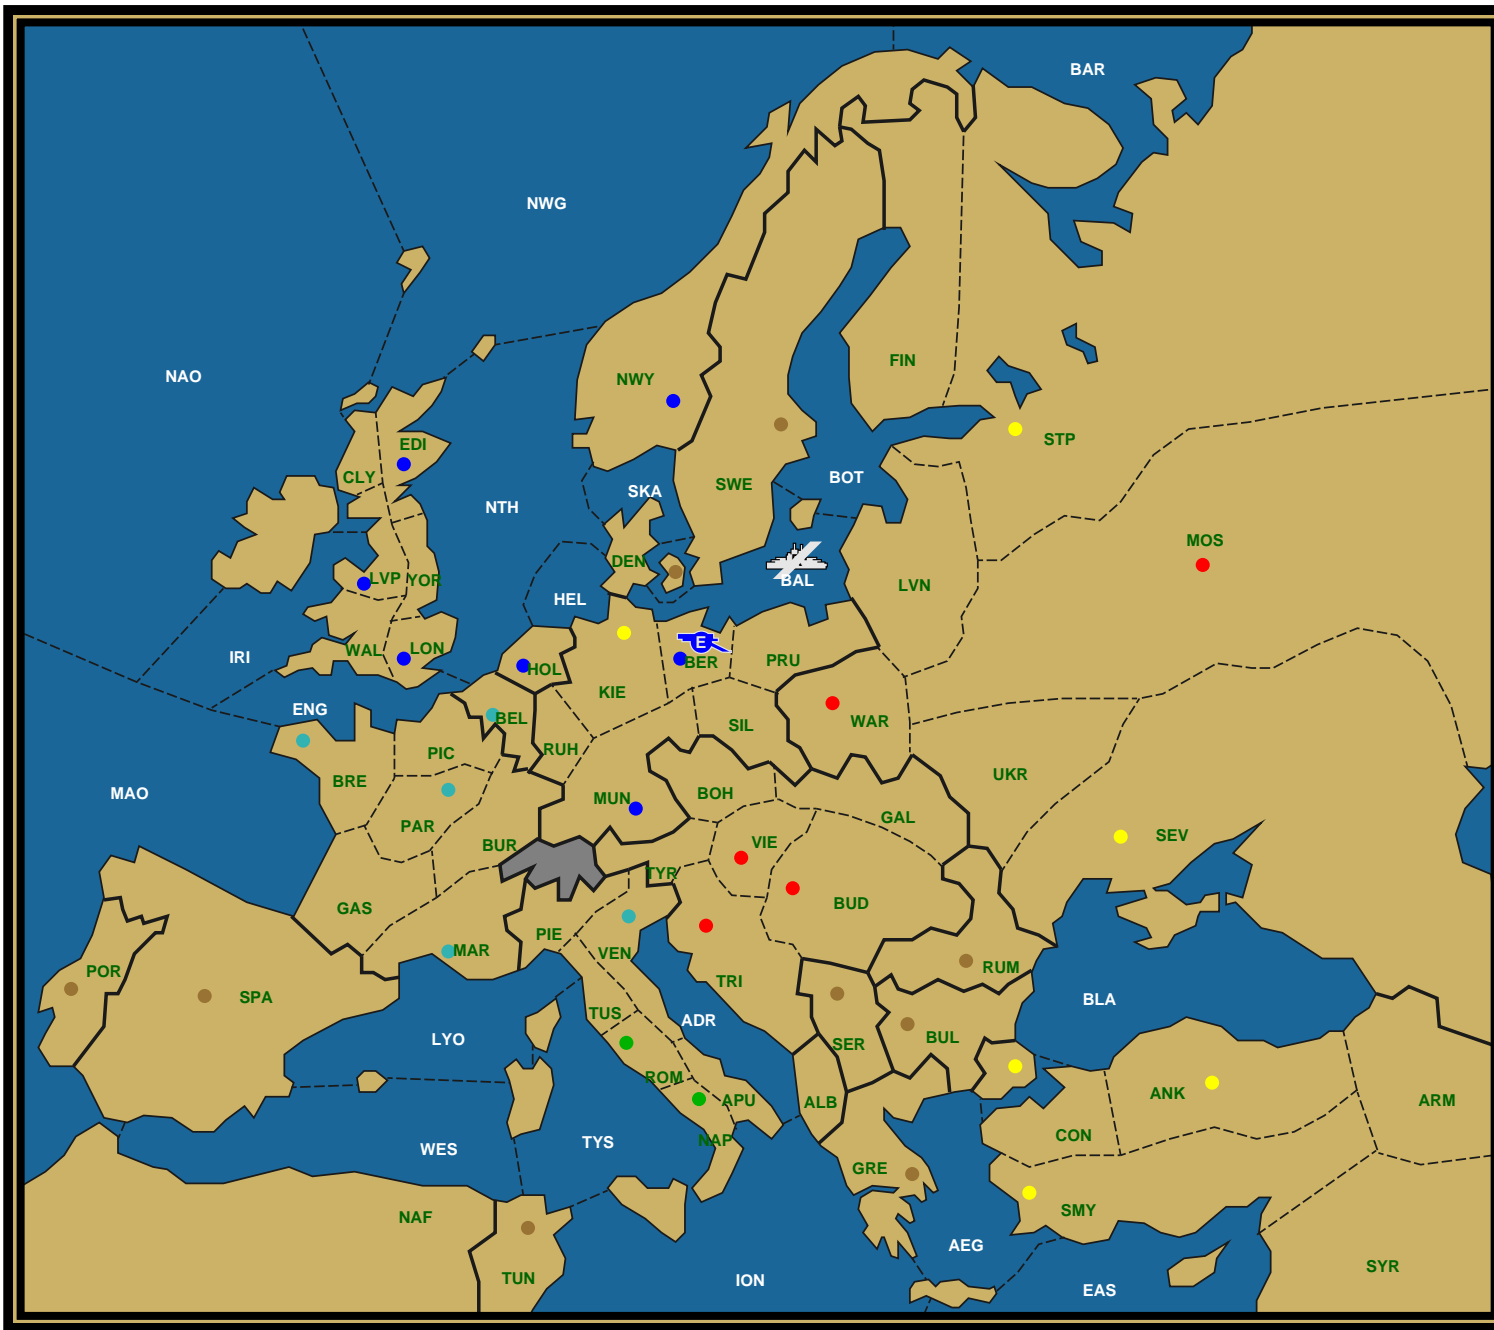 BAR
NWG
NAO
FIN
NWY
STP
EDI
CLY
SWE
BOT
SKA
NTH
MOS
DEN
BAL
LVP
YOR
LVN
HEL
WAL
LON
IRI
E
HOL
BER
PRU
KIE
ENG
BEL
WAR
SIL
RUH
PIC
BRE
UKR
MAO
BOH
MUN
PAR
GAL
SEV
BUR
VIE
TYR
BUD
GAS
PIE
MAR
VEN
POR
SPA
TRI
RUM
BLA
TUS
ADR
LYO
SER
BUL
ROM
APU
ALB
ANK
ARM
CON
NAP
TYS
WES
GRE
SMY
NAF
AEG
SYR
TUN
ION
EAS